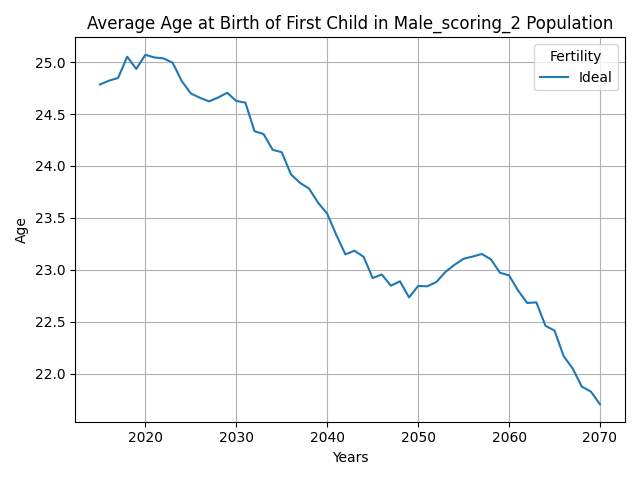 Average Age at Birth of First Child in Male_scoring_2 Population
Fertility
Ideal
25.0
24.5
24.0
23.5
23.0
22.5
22.0
Age
2020 2030 2040 2050 2060 2070
Years